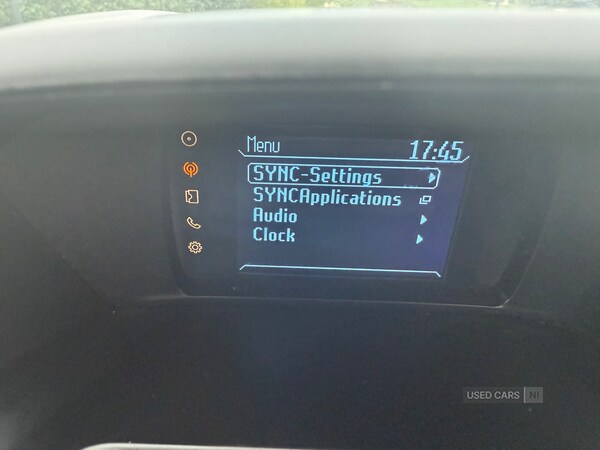 Menu 17:45
SYNC-Settings
SYNCApplications
Audio
Clock
USED CARS NI